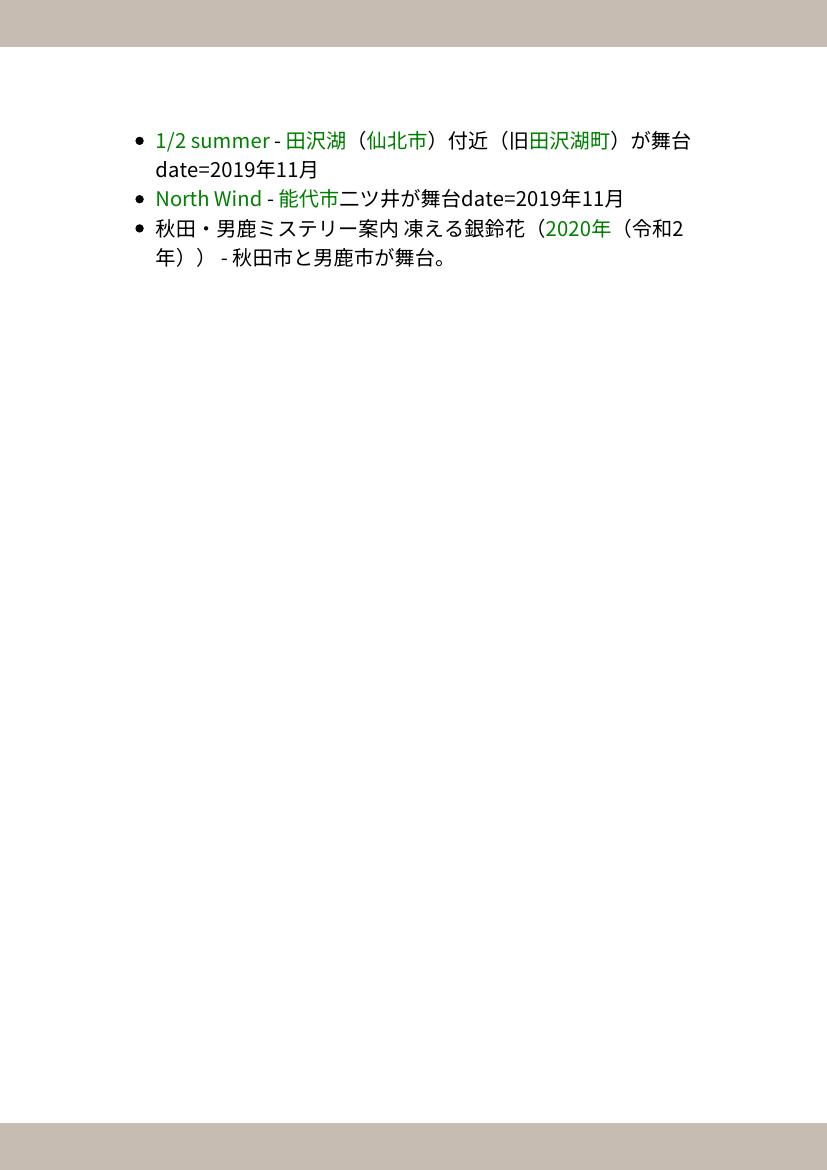 • 1/2 summer - 田沢湖（仙北市）付近（旧田沢湖町）が舞台
date=2019年11月
• North Wind - 能代市二ツ井が舞台date=2019年11月
• 秋田・男鹿ミステリー案内 凍える銀鈴花（2020年（令和2
年）） - 秋田市と男鹿市が舞台。